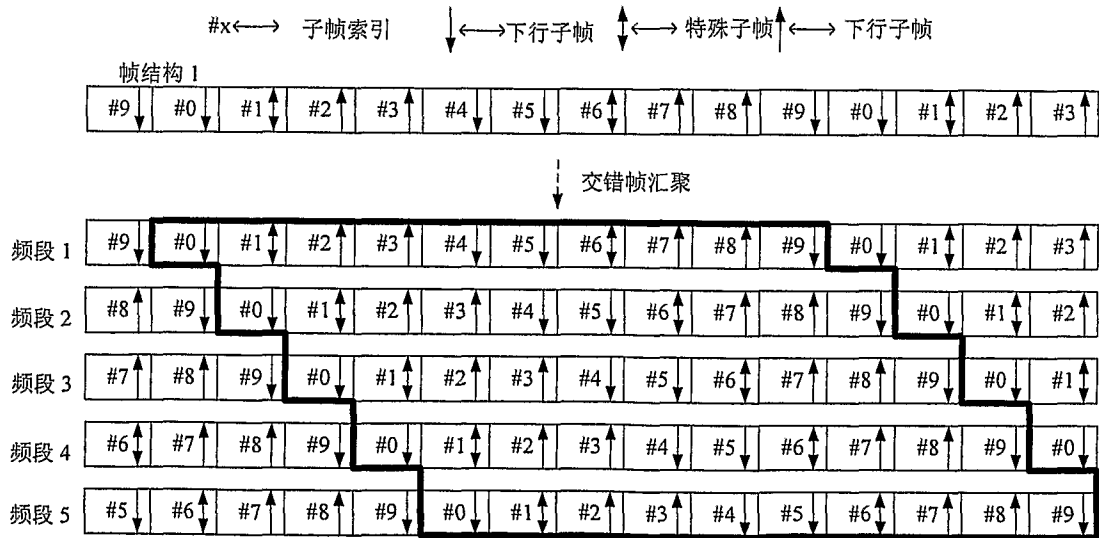 #x 子帧索引 下行子帧 特殊子帧 下行子帧
帧结构 1
#9 #0 #1 #2 #3 #4 #5 #6 #7 #8 #9 #0 #1 #2 #3
交错帧汇聚
频段 1 #9 #0 #1 #2 #3 #4 #5 #6 #7 #8 #9 #0 #1 #2 #3
频段 2 #8 #9 #0 #1 #2 #3 #4 #5 #6 #7 #8 #9 #0 #1 #2
频段 3 #7 #8 #9 #0 #1 #2 #3 #4 #5 #6 #7 #8 #9 #0 #1
频段 4 #6 #7 #8 #9 #0 #1 #2 #3 #4 #5 #6 #7 #8 #9 #0
频段 5 #5 #6 #7 #8 #9 #0 #1 #2 #3 #4 #5 #6 #7 #8 #9